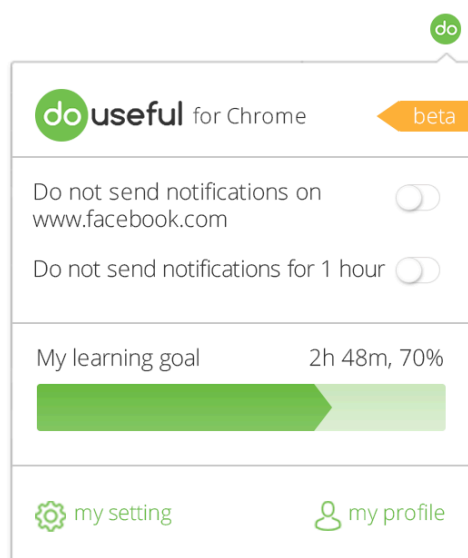 do
do useful for Chrome
beta
Do not send notifications on
www.facebook.com
Do not send notifications for 1 hour
My learning goal 2h 48m, 70%
my setting my profile